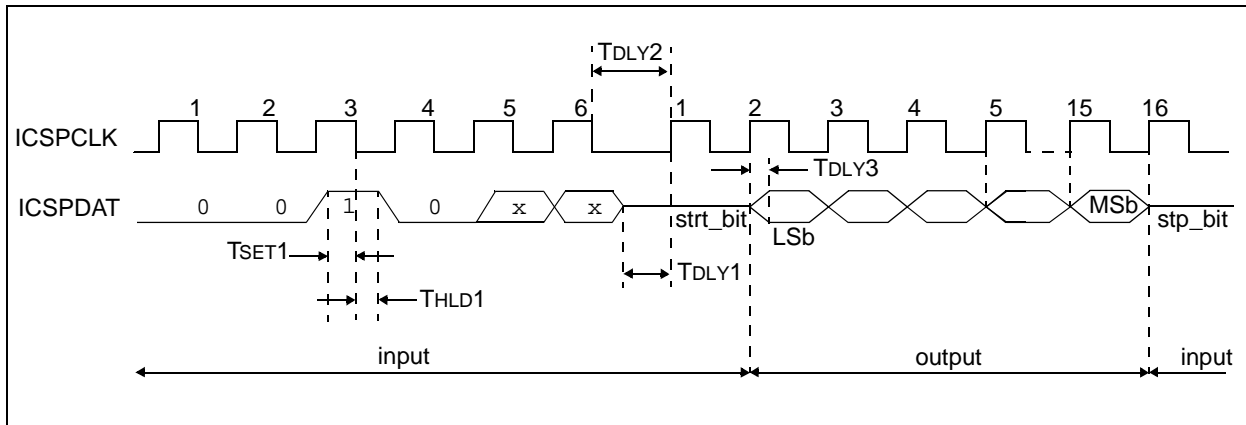 TDLY2
1 2 3 4 5 6 1 2 3 4 5 15 16
ICSPCLK
TDLY3
ICSPDAT 0 0 1 0 x x strt_bit LSb MSb stp_bit
TSET1
TDLY1
THLD1
input output input